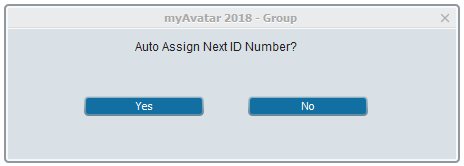 myAvatar 2018 - Group
Auto Assign Next ID Number?
Yes No